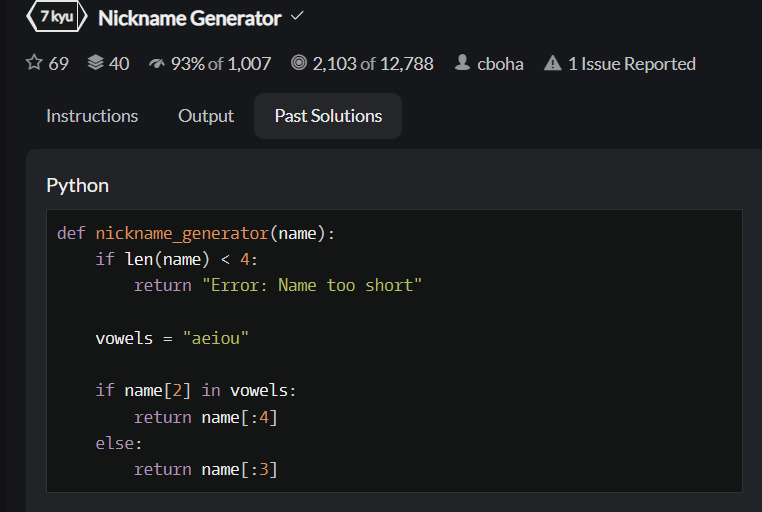 7 kyu Nickname Generator
69 40 93% of 1,007 2,103 of 12,788 cboha 1 Issue Reported
Instructions Output Past Solutions
Python
def nickname_generator(name):
    if len(name) < 4:
        return "Error: Name too short"
    vowels = "aeiou"
    if name[2] in vowels:
        return name[:4]
    else:
        return name[:3]